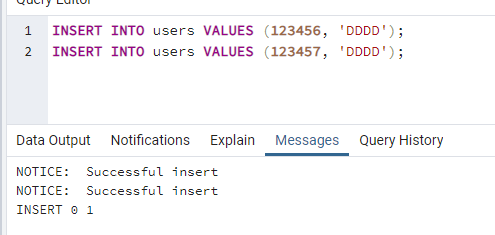 Query Editor
1 INSERT INTO users VALUES (123456, 'DDDD');
2 INSERT INTO users VALUES (123457, 'DDDD');
Data Output Notifications Explain Messages Query History
NOTICE:  Successful insert
NOTICE:  Successful insert
INSERT 0 1